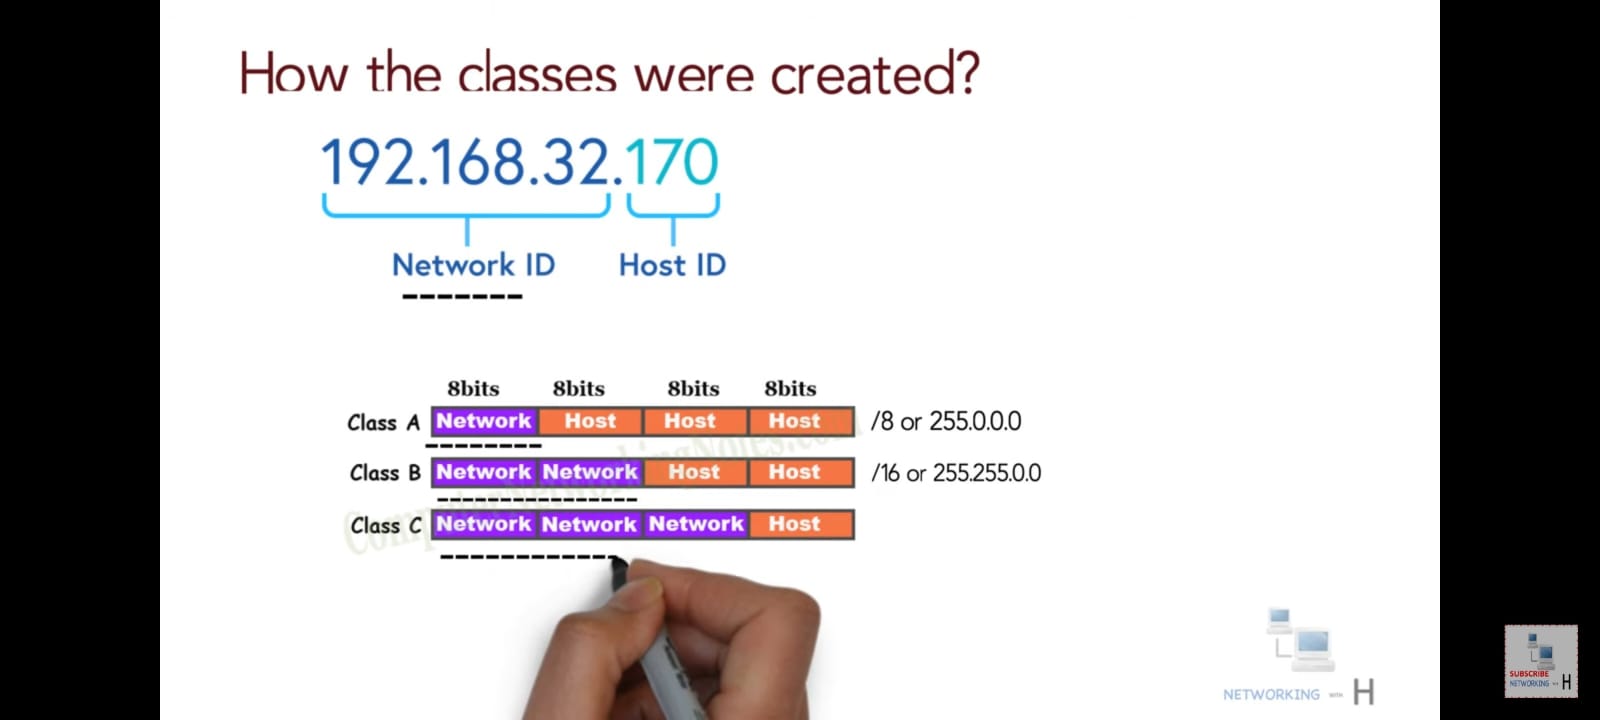 How the classes were created?
192.168.32.170
Network ID Host ID
8bits 8bits 8bits 8bits
Class A Network Host Host Host /8 or 255.0.0.0
Class B Network Network Host Host /16 or 255.255.0.0
Class C Network Network Network Host
ComputerNetworkingNotes.com
NETWORKING WITH H
SUBSCRIBE
NETWORKING WITH H